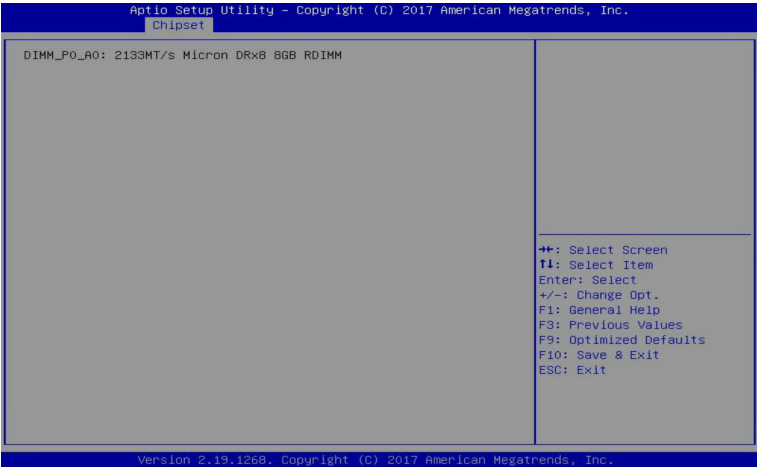 Aptio Setup Utility – Copyright (C) 2017 American Megatrends, Inc.
Chipset
DIMM_P0_A0: 2133MT/s Micron DRx8 8GB RDIMM
→←: Select Screen
↑↓: Select Item
Enter: Select
+/-: Change Opt.
F1: General Help
F3: Previous Values
F9: Optimized Defaults
F10: Save & Exit
ESC: Exit
Version 2.19.1268. Copyright (C) 2017 American Megatrends, Inc.